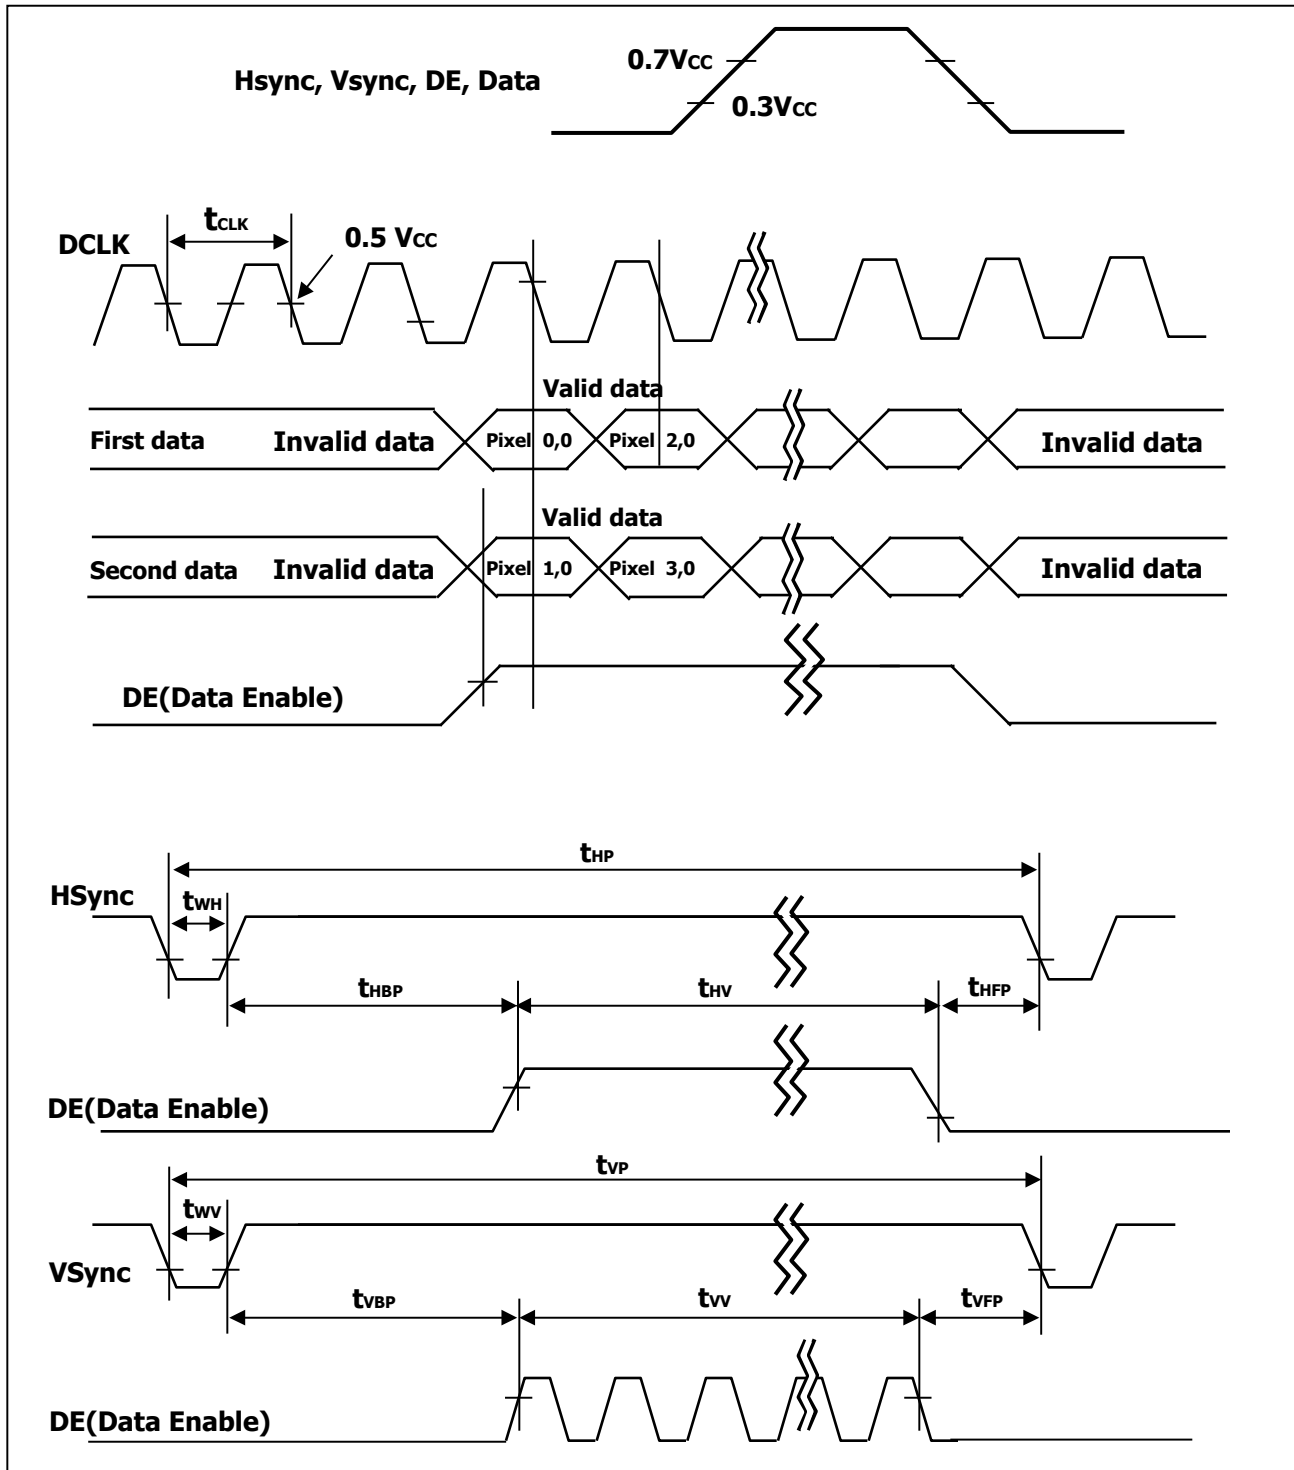 0.7VCC
Hsync, Vsync, DE, Data
0.3VCC
tCLK
DCLK
0.5 VCC
Valid data
First data
Invalid data
Pixel 0,0
Pixel 2,0
Invalid data
Valid data
Second data
Invalid data
Pixel 1,0
Pixel 3,0
Invalid data
DE(Data Enable)
tHP
HSync
tWH
tHBP
tHV
tHFP
DE(Data Enable)
tVP
tWV
VSync
tVBP
tVV
tVFP
DE(Data Enable)